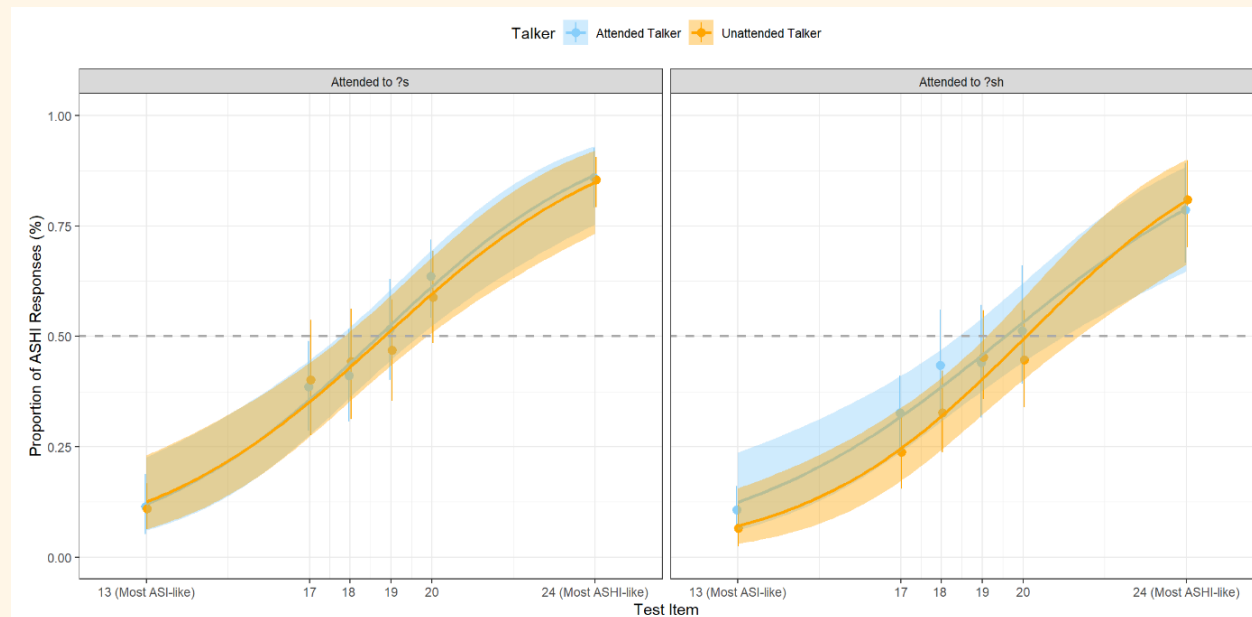 Talker Attended Talker Unattended Talker
Attended to ?s
Attended to ?sh
Proportion of ASHI Responses (%)
1.00
0.75
0.50
0.25
0.00
13 (Most ASI-like) 17 18 19 20 24 (Most ASHI-like)
13 (Most ASI-like) 17 18 19 20 24 (Most ASHI-like)
Test Item